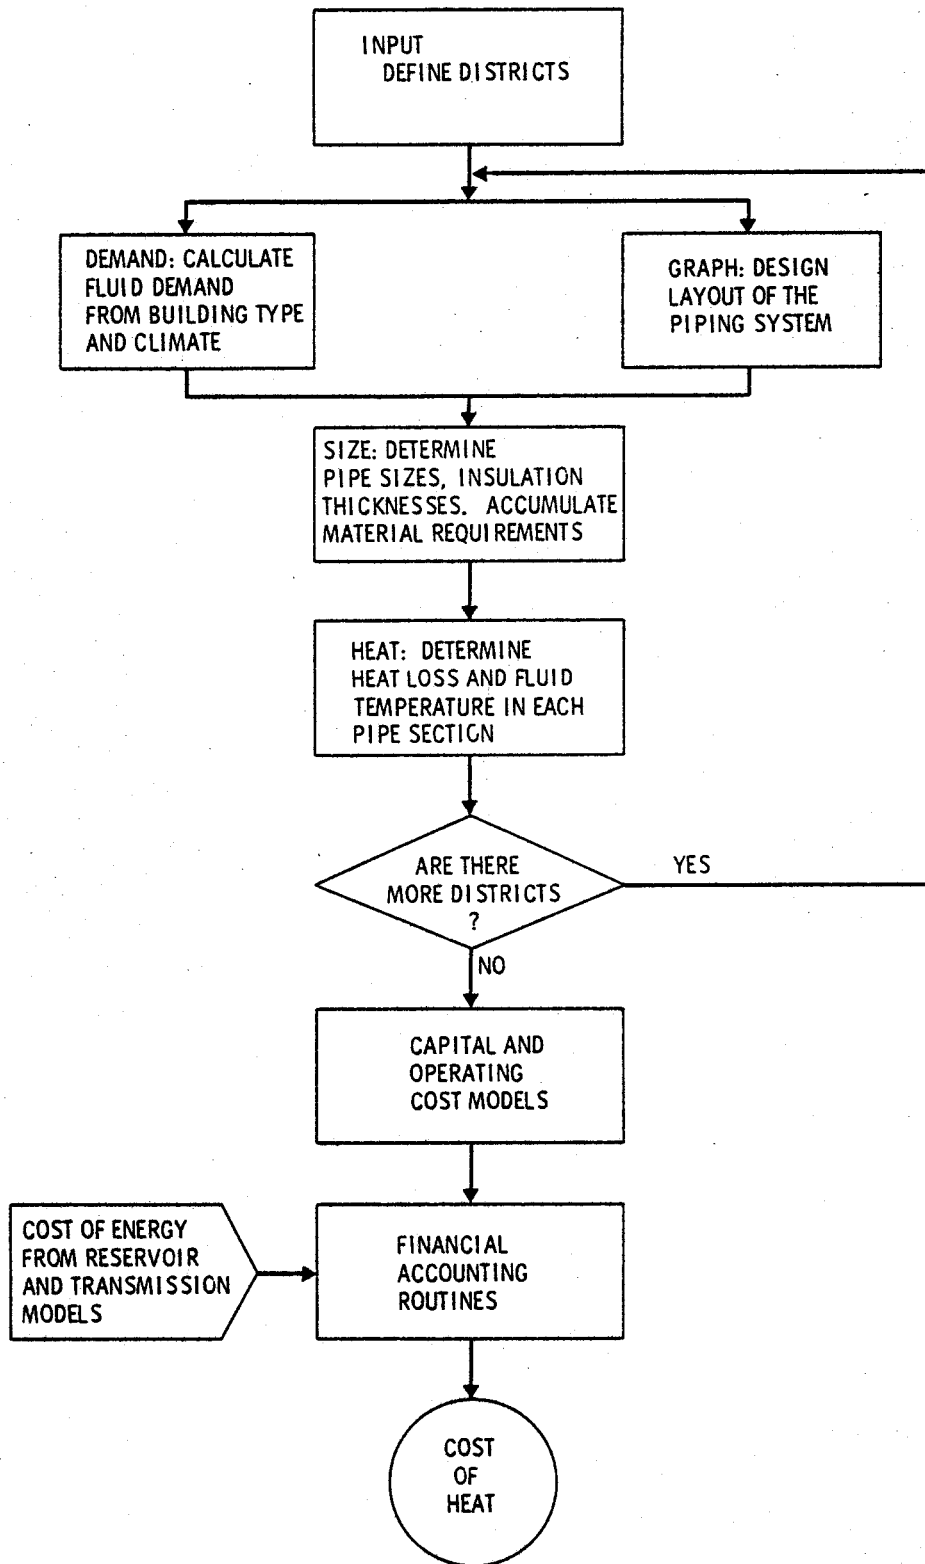 INPUT
DEFINE DISTRICTS
DEMAND: CALCULATE
FLUID DEMAND
FROM BUILDING TYPE
AND CLIMATE
GRAPH: DESIGN
LAYOUT OF THE
PIPING SYSTEM
SIZE: DETERMINE
PIPE SIZES, INSULATION
THICKNESSES. ACCUMULATE
MATERIAL REQUIREMENTS
HEAT: DETERMINE
HEAT LOSS AND FLUID
TEMPERATURE IN EACH
PIPE SECTION
ARE THERE
MORE DISTRICTS
?
YES
NO
CAPITAL AND
OPERATING
COST MODELS
COST OF ENERGY
FROM RESERVOIR
AND TRANSMISSION
MODELS
FINANCIAL
ACCOUNTING
ROUTINES
COST
OF
HEAT